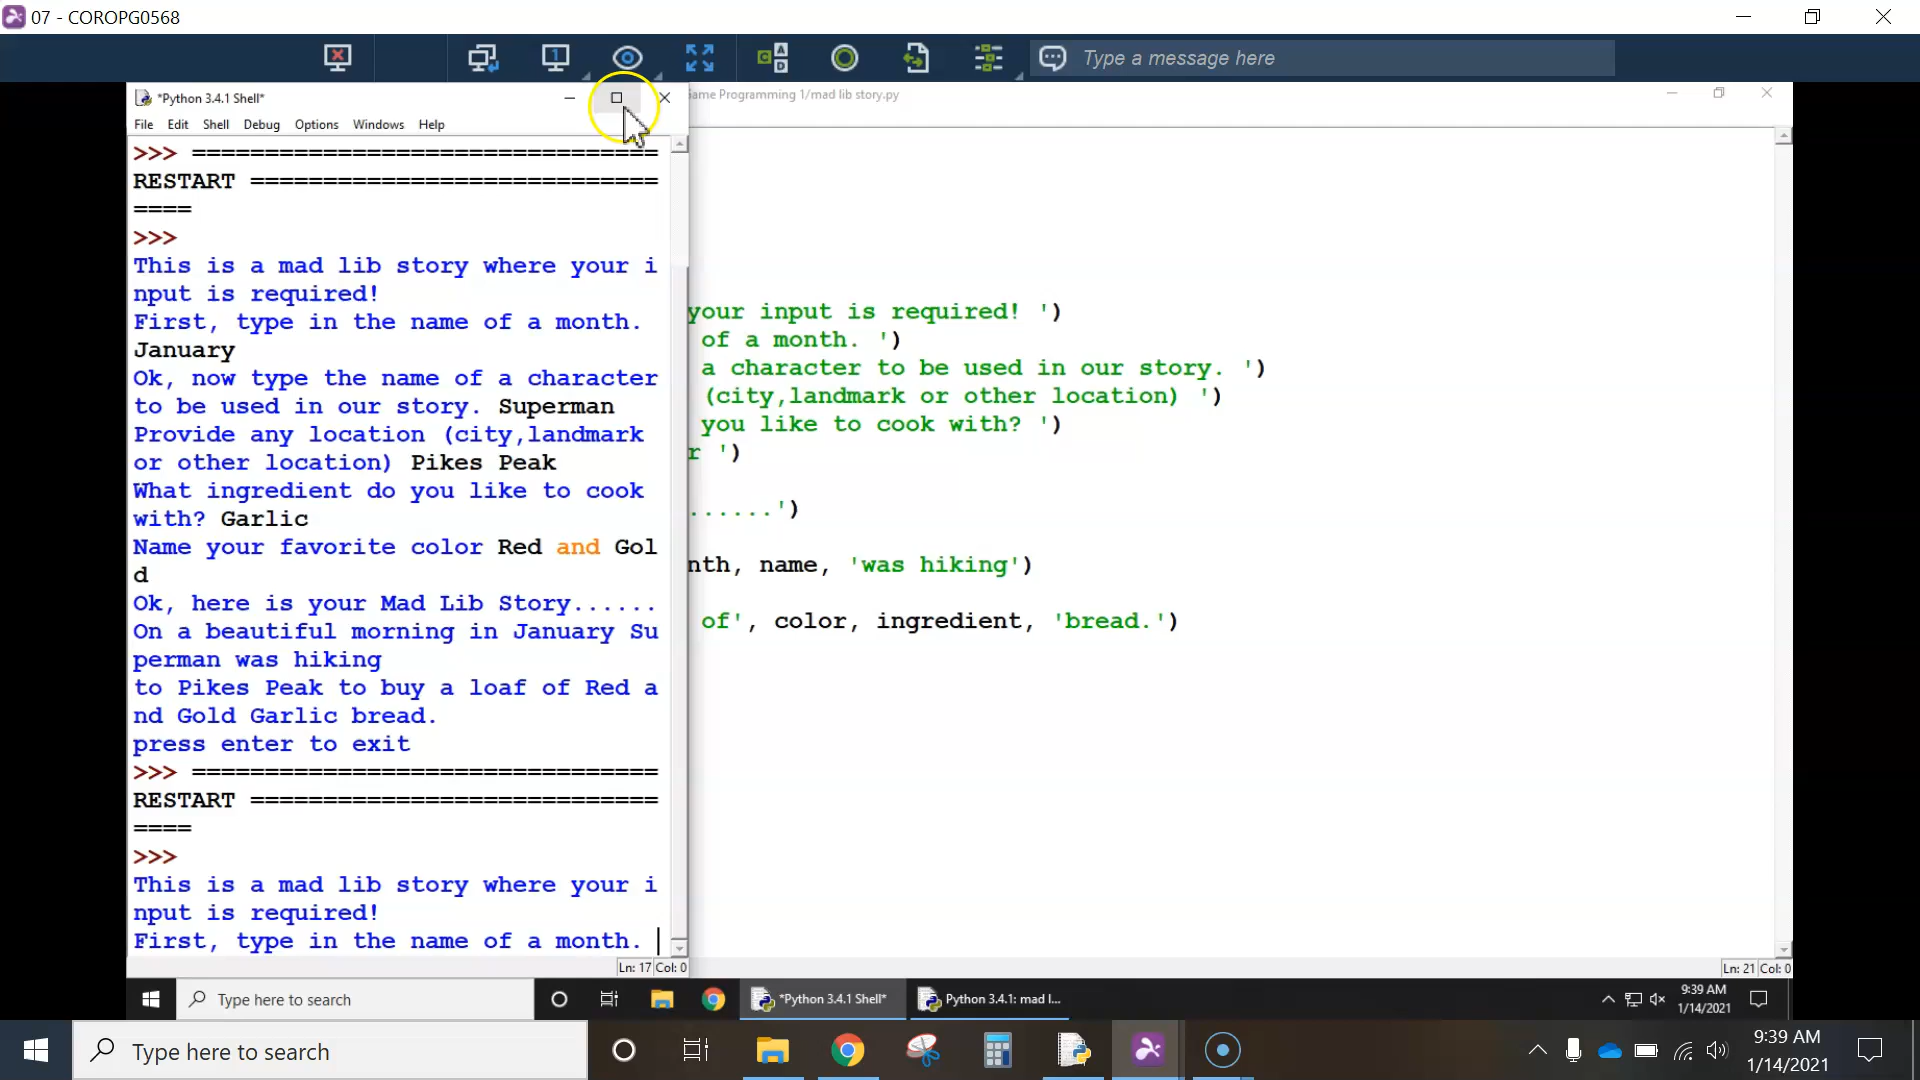 07 - COROPG0568
Type a message here
*Python 3.4.1 Shell*
File Edit Shell Debug Options Windows Help
>>> ================================
RESTART ============================
====
>>>
This is a mad lib story where your i
nput is required!
First, type in the name of a month.
January
Ok, now type the name of a character
to be used in our story. Superman
Provide any location (city,landmark
or other location) Pikes Peak
What ingredient do you like to cook
with? Garlic
Name your favorite color Red and Gol
d
Ok, here is your Mad Lib Story......
On a beautiful morning in January Su
perman was hiking
to Pikes Peak to buy a loaf of Red a
nd Gold Garlic bread.
press enter to exit
>>> ================================
RESTART ============================
====
>>>
This is a mad lib story where your i
nput is required!
First, type in the name of a month.
Ln: 17 Col: 0
ame Programming 1/mad lib story.py
your input is required! ')
of a month. ')
a character to be used in our story. ')
(city,landmark or other location) ')
you like to cook with? ')
r ')
......')
nth, name, 'was hiking')
of', color, ingredient, 'bread.')
Ln: 21 Col: 0
Type here to search
*Python 3.4.1 Shell*
Python 3.4.1: mad l...
9:39 AM
1/14/2021
Type here to search
9:39 AM
1/14/2021